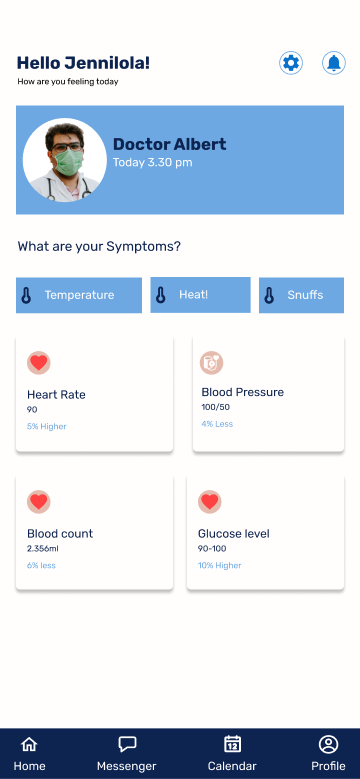 Hello Jennilola!
How are you feeling today
Doctor Albert
Today 3.30 pm
What are your Symptoms?
Temperature
Heat!
Snuffs
Heart Rate
90
5% Higher
Blood Pressure
100/50
4% Less
Blood count
2.356ml
6% less
Glucose level
90-100
10% Higher
12
Home
Messenger
Calendar
Profile